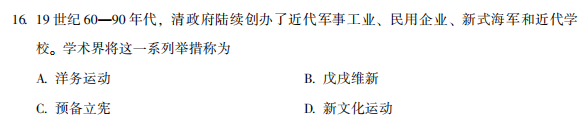 16. 19 世纪 60—90 年代，清政府陆续创办了近代军事工业、民用企业、新式海军和近代学
校。学术界将这一系列举措称为
A. 洋务运动 B. 戊戌维新
C. 预备立宪 D. 新文化运动